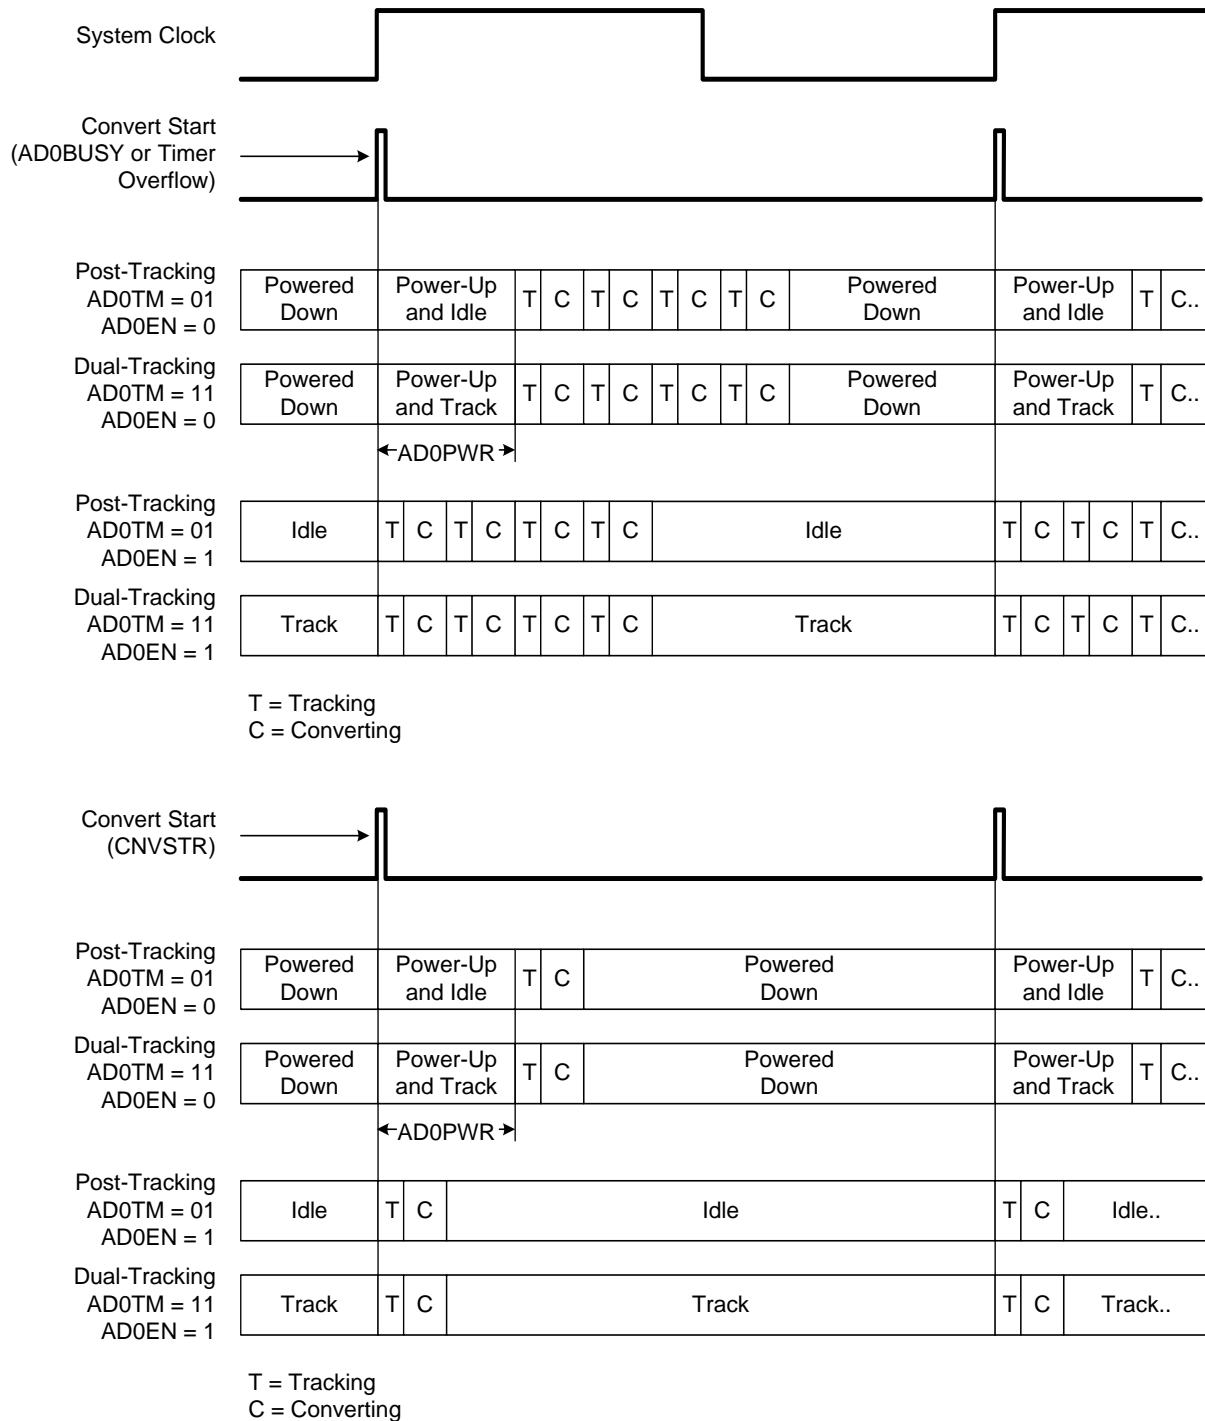 System Clock
Convert Start
(AD0BUSY or Timer
Overflow)
Post-Tracking
AD0TM = 01
AD0EN = 0
Powered
Down
Power-Up
and Idle
T C T C T C T C
Powered
Down
Power-Up
and Idle
T C..
Dual-Tracking
AD0TM = 11
AD0EN = 0
Powered
Down
Power-Up
and Track
T C T C T C T C
Powered
Down
Power-Up
and Track
T C..
AD0PWR
Post-Tracking
AD0TM = 01
AD0EN = 1
Idle T C T C T C T C Idle T C T C T C..
Dual-Tracking
AD0TM = 11
AD0EN = 1
Track T C T C T C T C Track T C T C T C..
T = Tracking
C = Converting
Convert Start
(CNVSTR)
Post-Tracking
AD0TM = 01
AD0EN = 0
Powered
Down
Power-Up
and Idle
T C
Powered
Down
Power-Up
and Idle
T C..
Dual-Tracking
AD0TM = 11
AD0EN = 0
Powered
Down
Power-Up
and Track
T C
Powered
Down
Power-Up
and Track
T C..
AD0PWR
Post-Tracking
AD0TM = 01
AD0EN = 1
Idle T C Idle T C Idle..
Dual-Tracking
AD0TM = 11
AD0EN = 1
Track T C Track T C Track..
T = Tracking
C = Converting